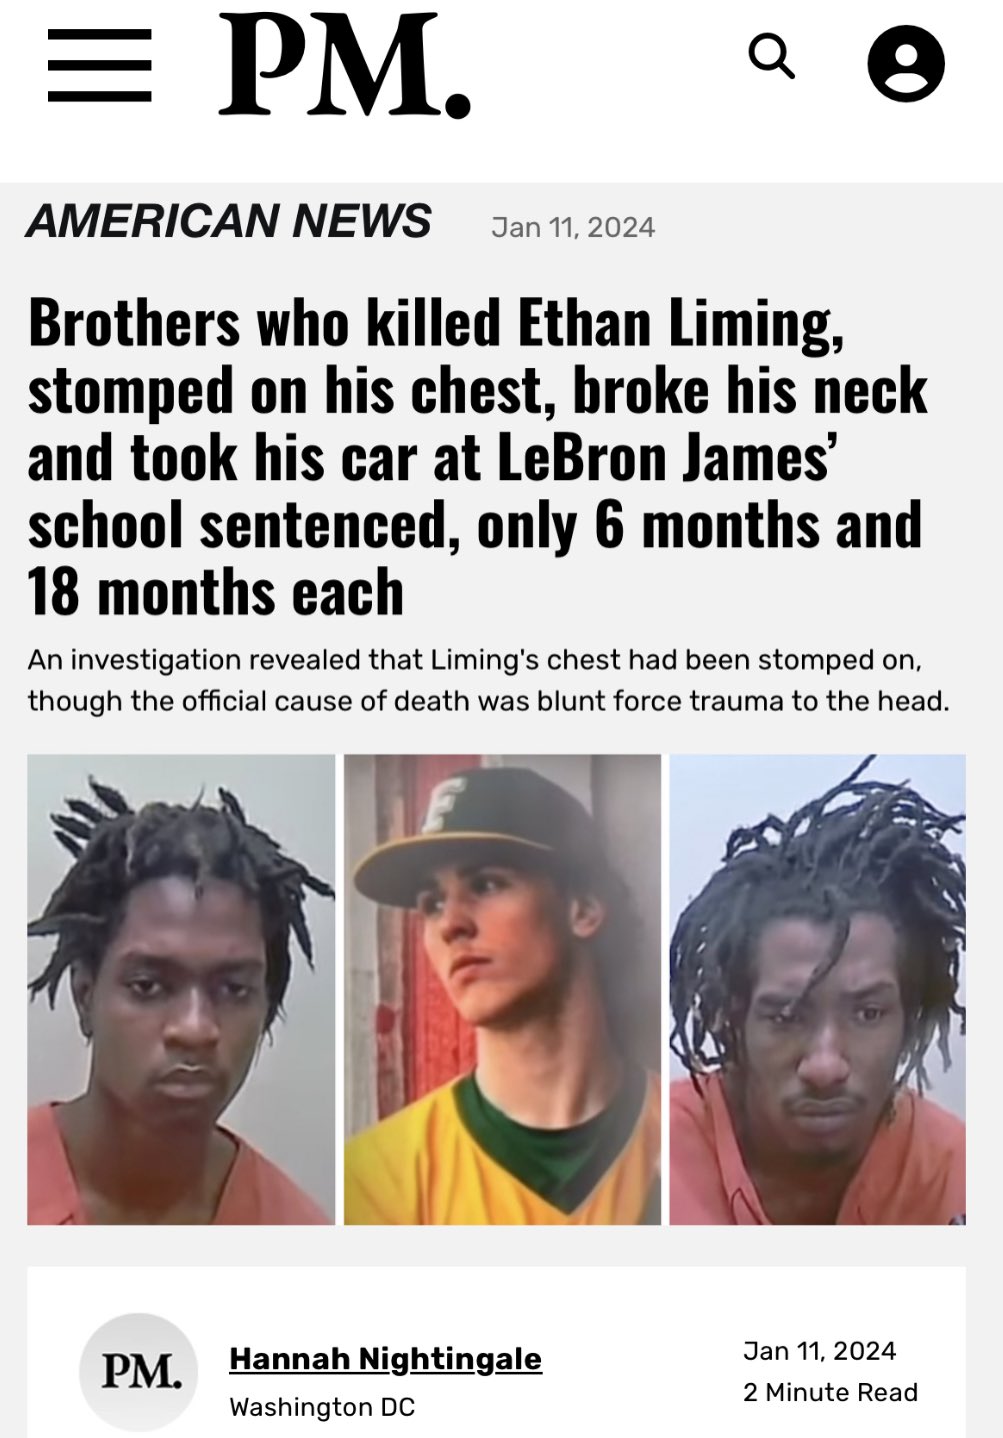 PM.
AMERICAN NEWS Jan 11, 2024
Brothers who killed Ethan Liming,
stomped on his chest, broke his neck
and took his car at LeBron James’
school sentenced, only 6 months and
18 months each
An investigation revealed that Liming's chest had been stomped on,
though the official cause of death was blunt force trauma to the head.
E
PM.
Hannah Nightingale
Washington DC
Jan 11, 2024
2 Minute Read